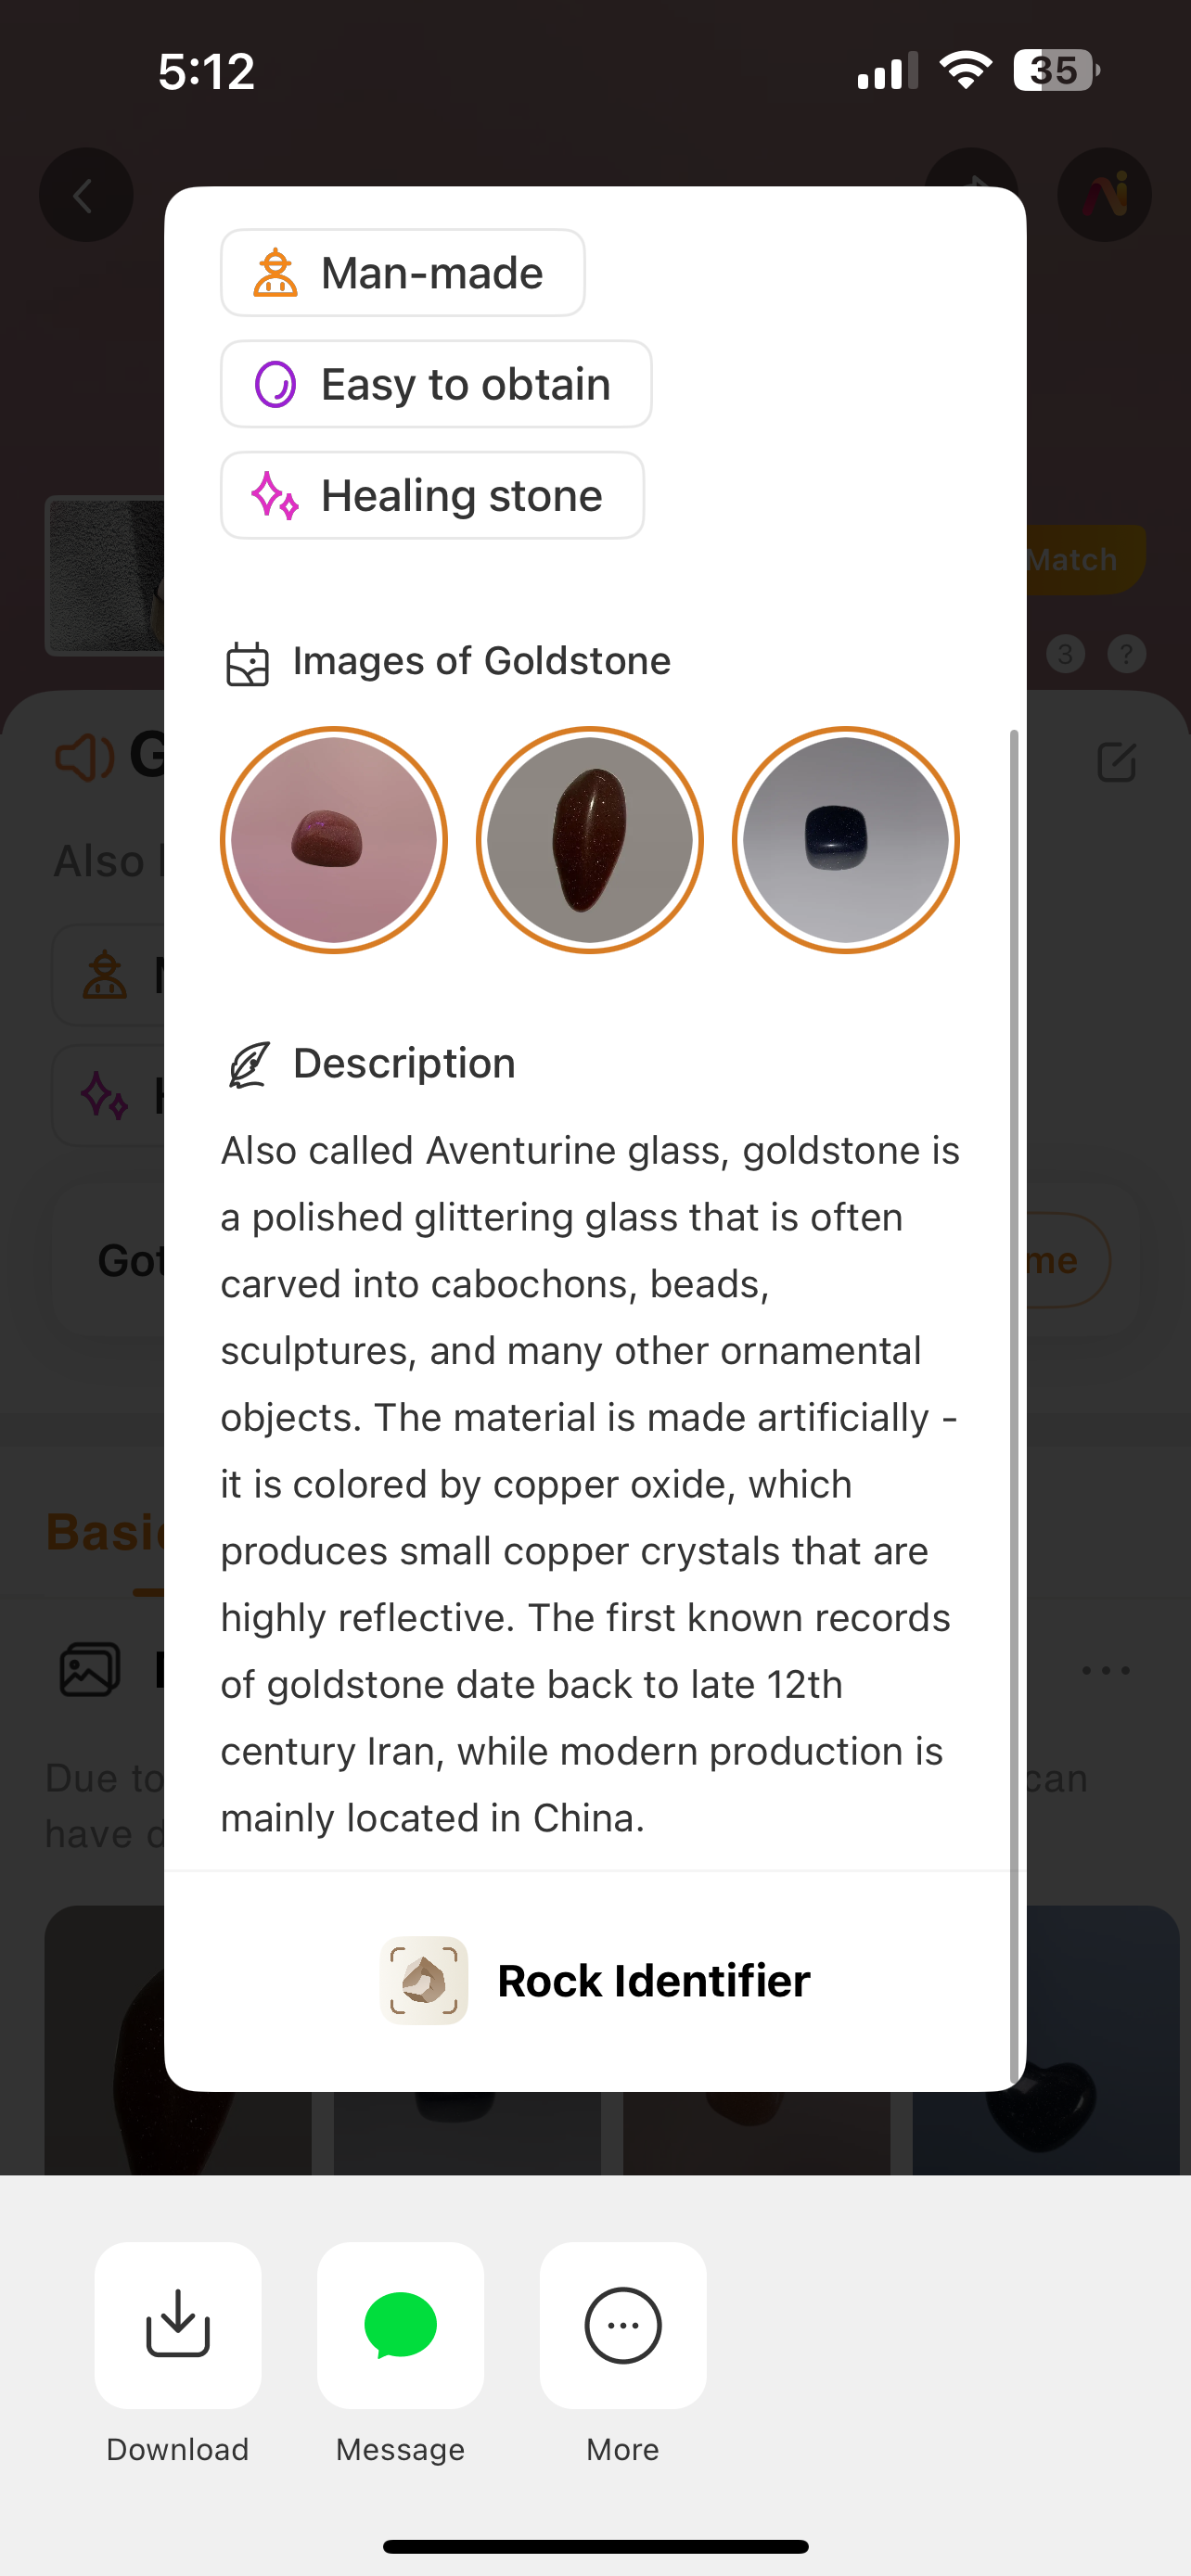 5:12
35
Man-made
Easy to obtain
Healing stone
Match
3
?
Images of Goldstone
G
Also
Description
Also called Aventurine glass, goldstone is
a polished glittering glass that is often
carved into cabochons, beads,
sculptures, and many other ornamental
objects. The material is made artificially -
it is colored by copper oxide, which
produces small copper crystals that are
highly reflective. The first known records
of goldstone date back to late 12th
century Iran, while modern production is
mainly located in China.
Got
me
Basic
Due to
can
have
Rock Identifier
Download
Message
More